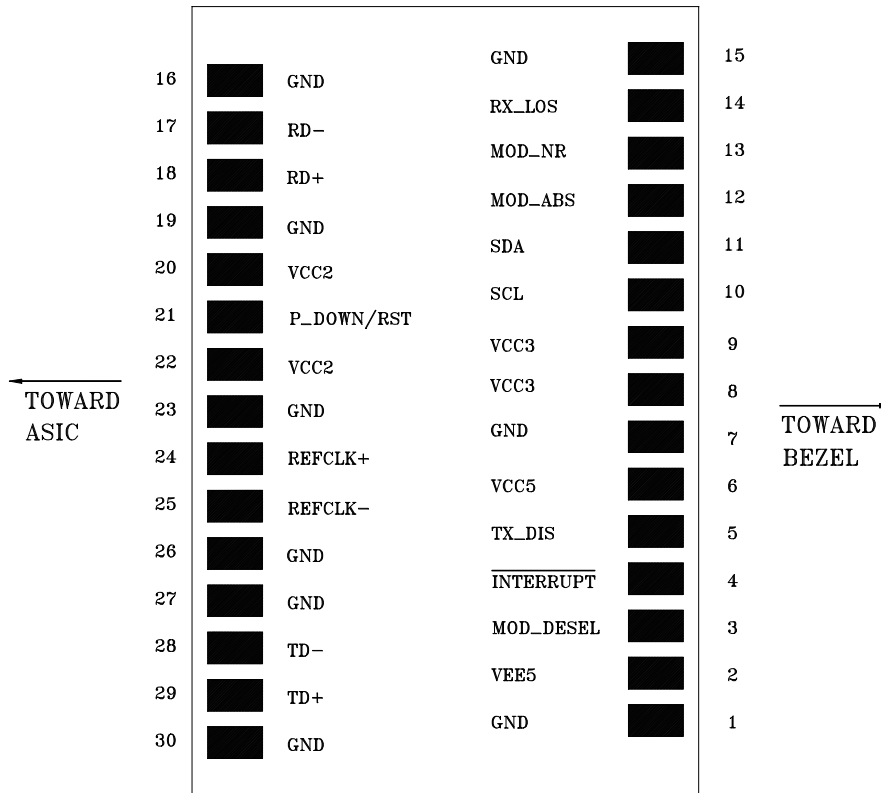 GND 15
16 GND
RX_LOS 14
17 RD-
MOD_NR 13
18 RD+
MOD_ABS 12
19 GND
SDA 11
20 VCC2
SCL 10
21 P_DOWN/RST
VCC3 9
22 VCC2
VCC3 8
TOWARD
ASIC
23 GND
GND 7
TOWARD
BEZEL
24 REFCLK+
VCC5 6
25 REFCLK-
TX_DIS 5
26 GND
INTERRUPT 4
27 GND
MOD_DESEL 3
28 TD-
VEE5 2
29 TD+
GND 1
30 GND